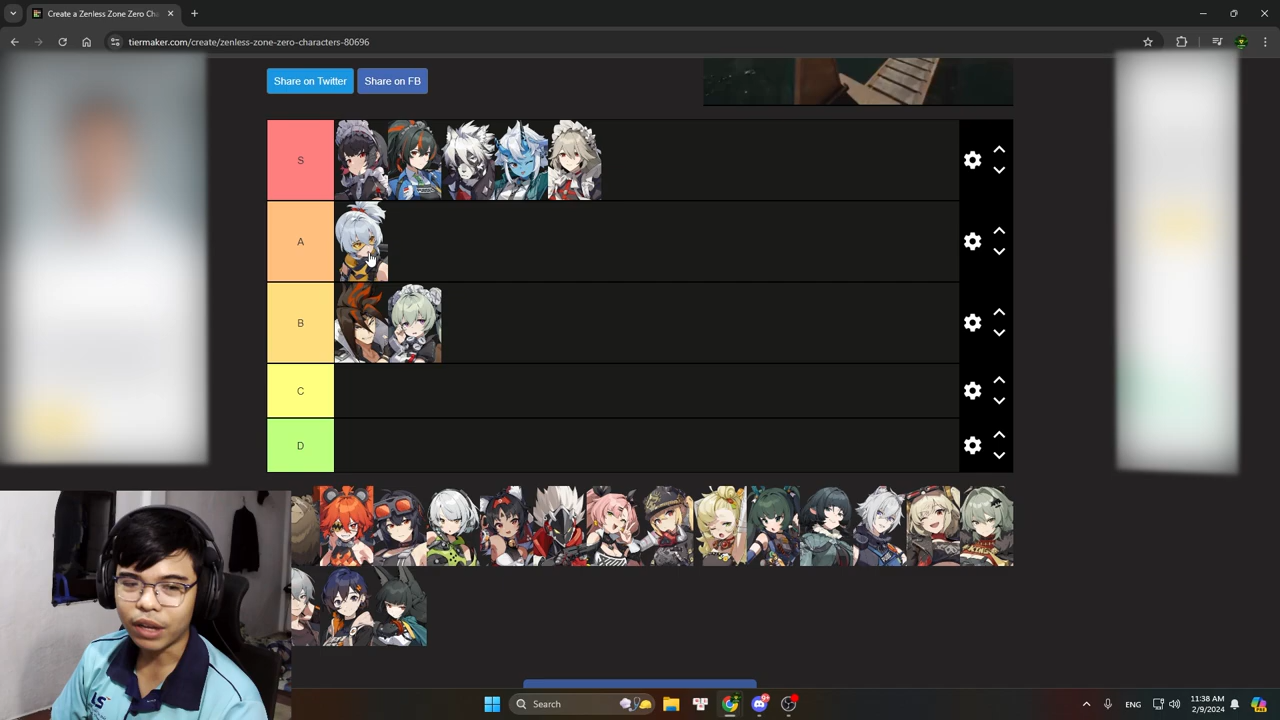 Create a Zenless Zone Zero Cha
tiermaker.com/create/zenless-zone-zero-characters-80696
Share on Twitter
Share on FB
S
A
B
C
D
Search
ENG
11:38 AM
2/9/2024